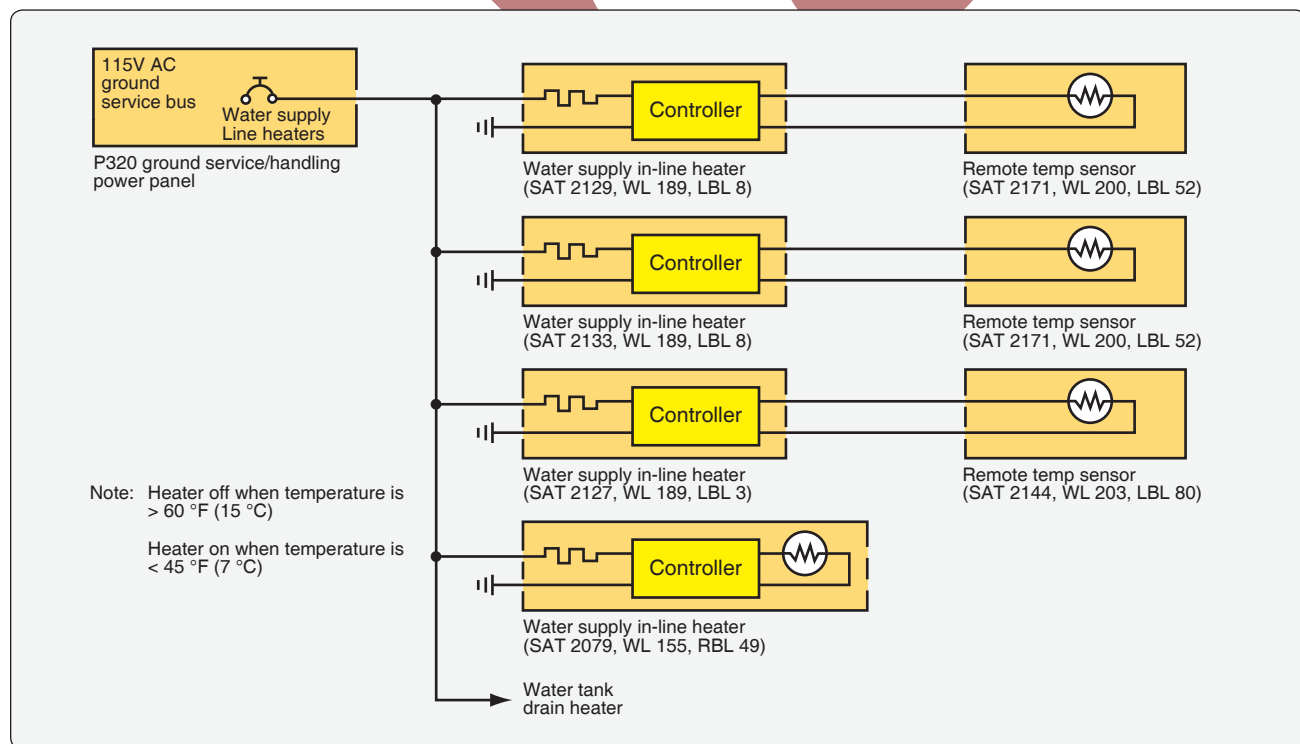 115V AC
ground
service bus
Water supply
Line heaters
P320 ground service/handling
power panel
Controller
Water supply in-line heater
(SAT 2129, WL 189, LBL 8)
Remote temp sensor
(SAT 2171, WL 200, LBL 52)
Controller
Water supply in-line heater
(SAT 2133, WL 189, LBL 8)
Remote temp sensor
(SAT 2171, WL 200, LBL 52)
Controller
Water supply in-line heater
(SAT 2127, WL 189, LBL 3)
Remote temp sensor
(SAT 2144, WL 203, LBL 80)
Note: Heater off when temperature is
> 60 °F (15 °C)
Heater on when temperature is
< 45 °F (7 °C)
Controller
Water supply in-line heater
(SAT 2079, WL 155, RBL 49)
Water tank
drain heater